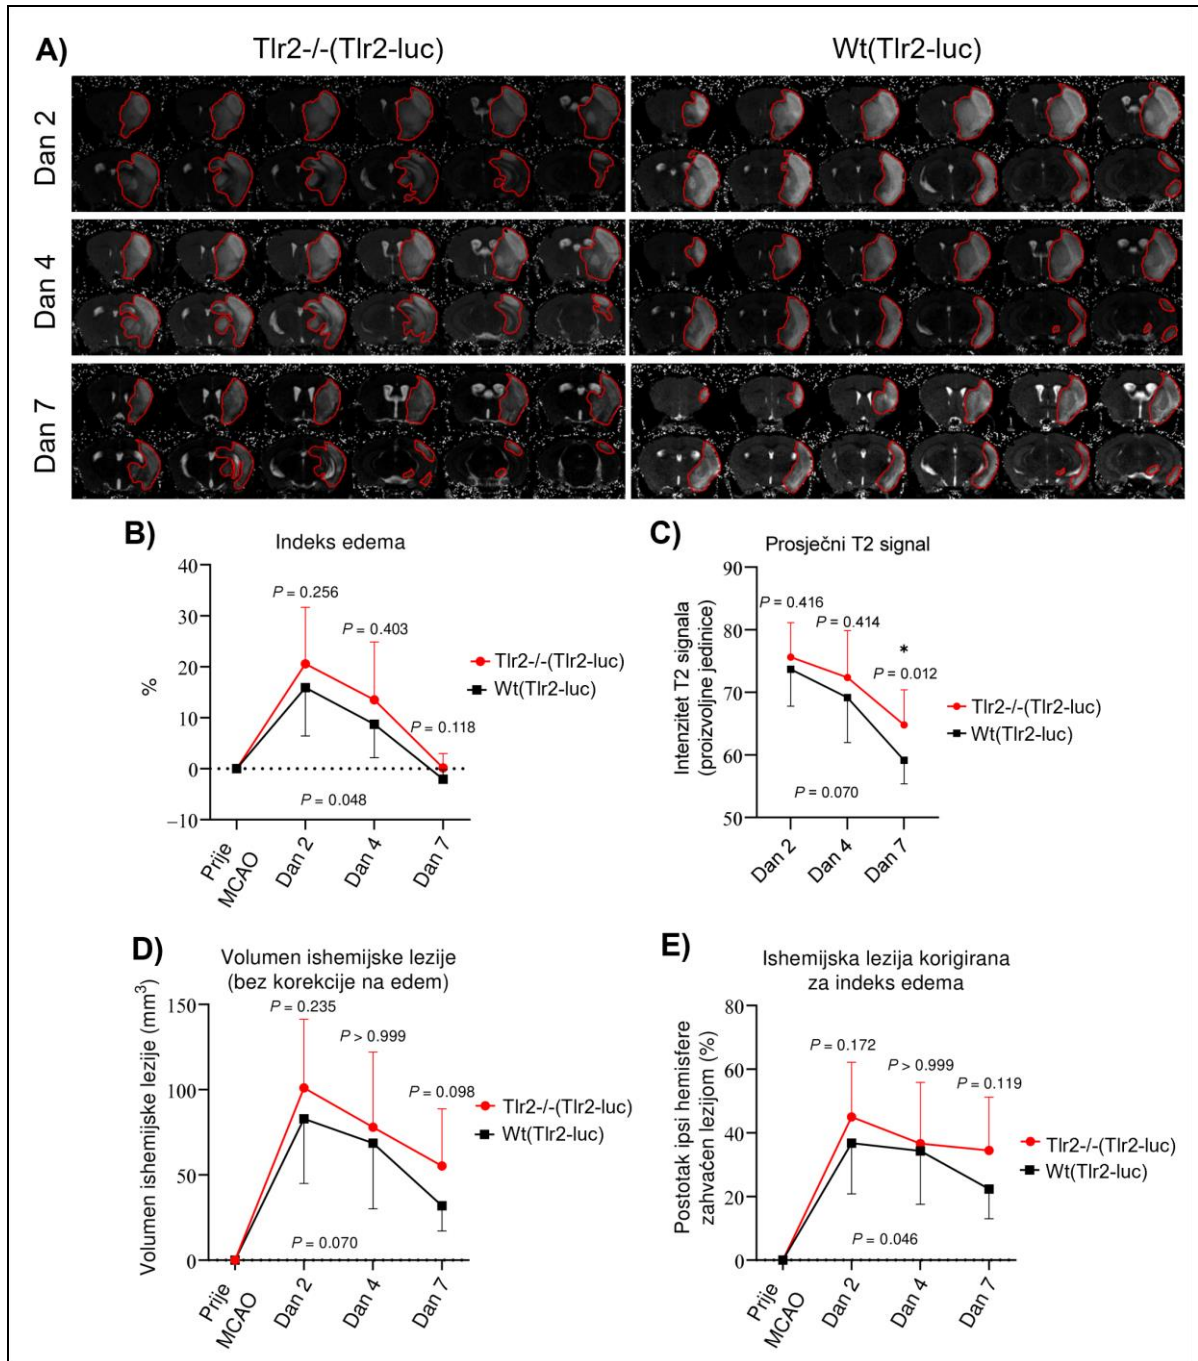 A)
Tlr2-/-(Tlr2-luc)
Wt(Tlr2-luc)
Dan 2
Dan 4
Dan 7
B)
Indeks edema
%
40
30
20
10
0
−10
P = 0.256
P = 0.403
P = 0.118
P = 0.048
Prije
MCAO
Dan 2
Dan 4
Dan 7
Tlr2-/-(Tlr2-luc)
Wt(Tlr2-luc)
C)
Prosječni T2 signal
Intenzitet T2 signala
(proizvoljne jedinice)
90
80
70
60
50
P = 0.416
P = 0.414
*
P = 0.012
P = 0.070
Dan 2
Dan 4
Dan 7
Tlr2-/-(Tlr2-luc)
Wt(Tlr2-luc)
D)
Volumen ishemijske lezije
(bez korekcije na edem)
Volumen ishemijske lezije (mm³)
150
100
50
0
P = 0.235
P > 0.999
P = 0.098
P = 0.070
Prije
MCAO
Dan 2
Dan 4
Dan 7
Tlr2-/-(Tlr2-luc)
Wt(Tlr2-luc)
E)
Ishemijska lezija korigirana
za indeks edema
Postotak ipsi hemisfere
zahvaćen lezijom (%)
80
60
40
20
0
P = 0.172
P > 0.999
P = 0.119
P = 0.046
Prije
MCAO
Dan 2
Dan 4
Dan 7
Tlr2-/-(Tlr2-luc)
Wt(Tlr2-luc)